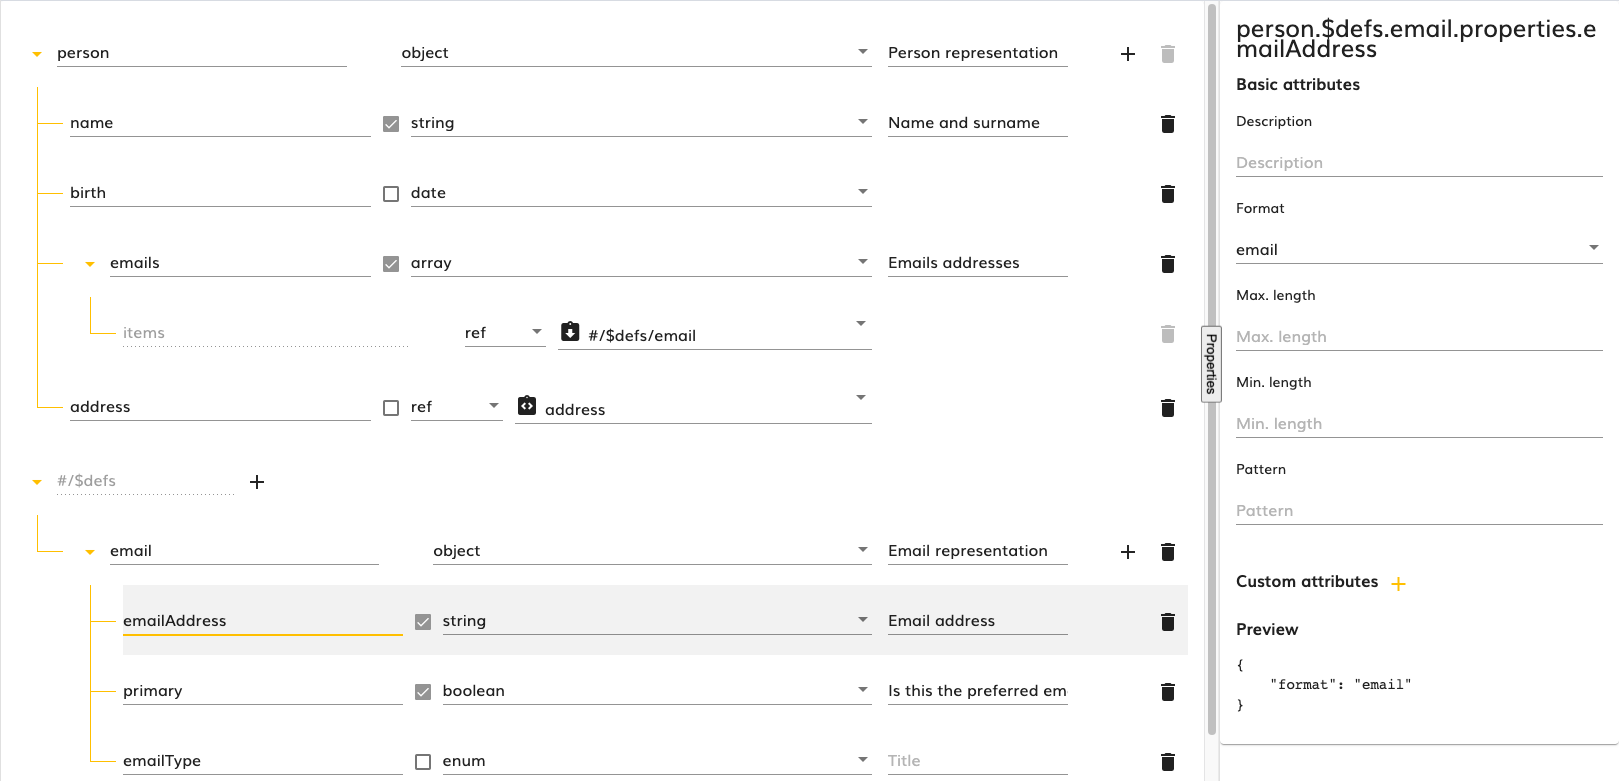 person object Person representation
name string Name and surname
birth date
emails array Emails addresses
items ref #/$defs/email
address ref address
#/$defs
email object Email representation
emailAddress string Email address
primary boolean Is this the preferred em
emailType enum Title
Properties
person.$defs.email.properties.e
mailAddress
Basic attributes
Description
Description
Format
email
Max. length
Max. length
Min. length
Min. length
Pattern
Pattern
Custom attributes
Preview
{
"format": "email"
}